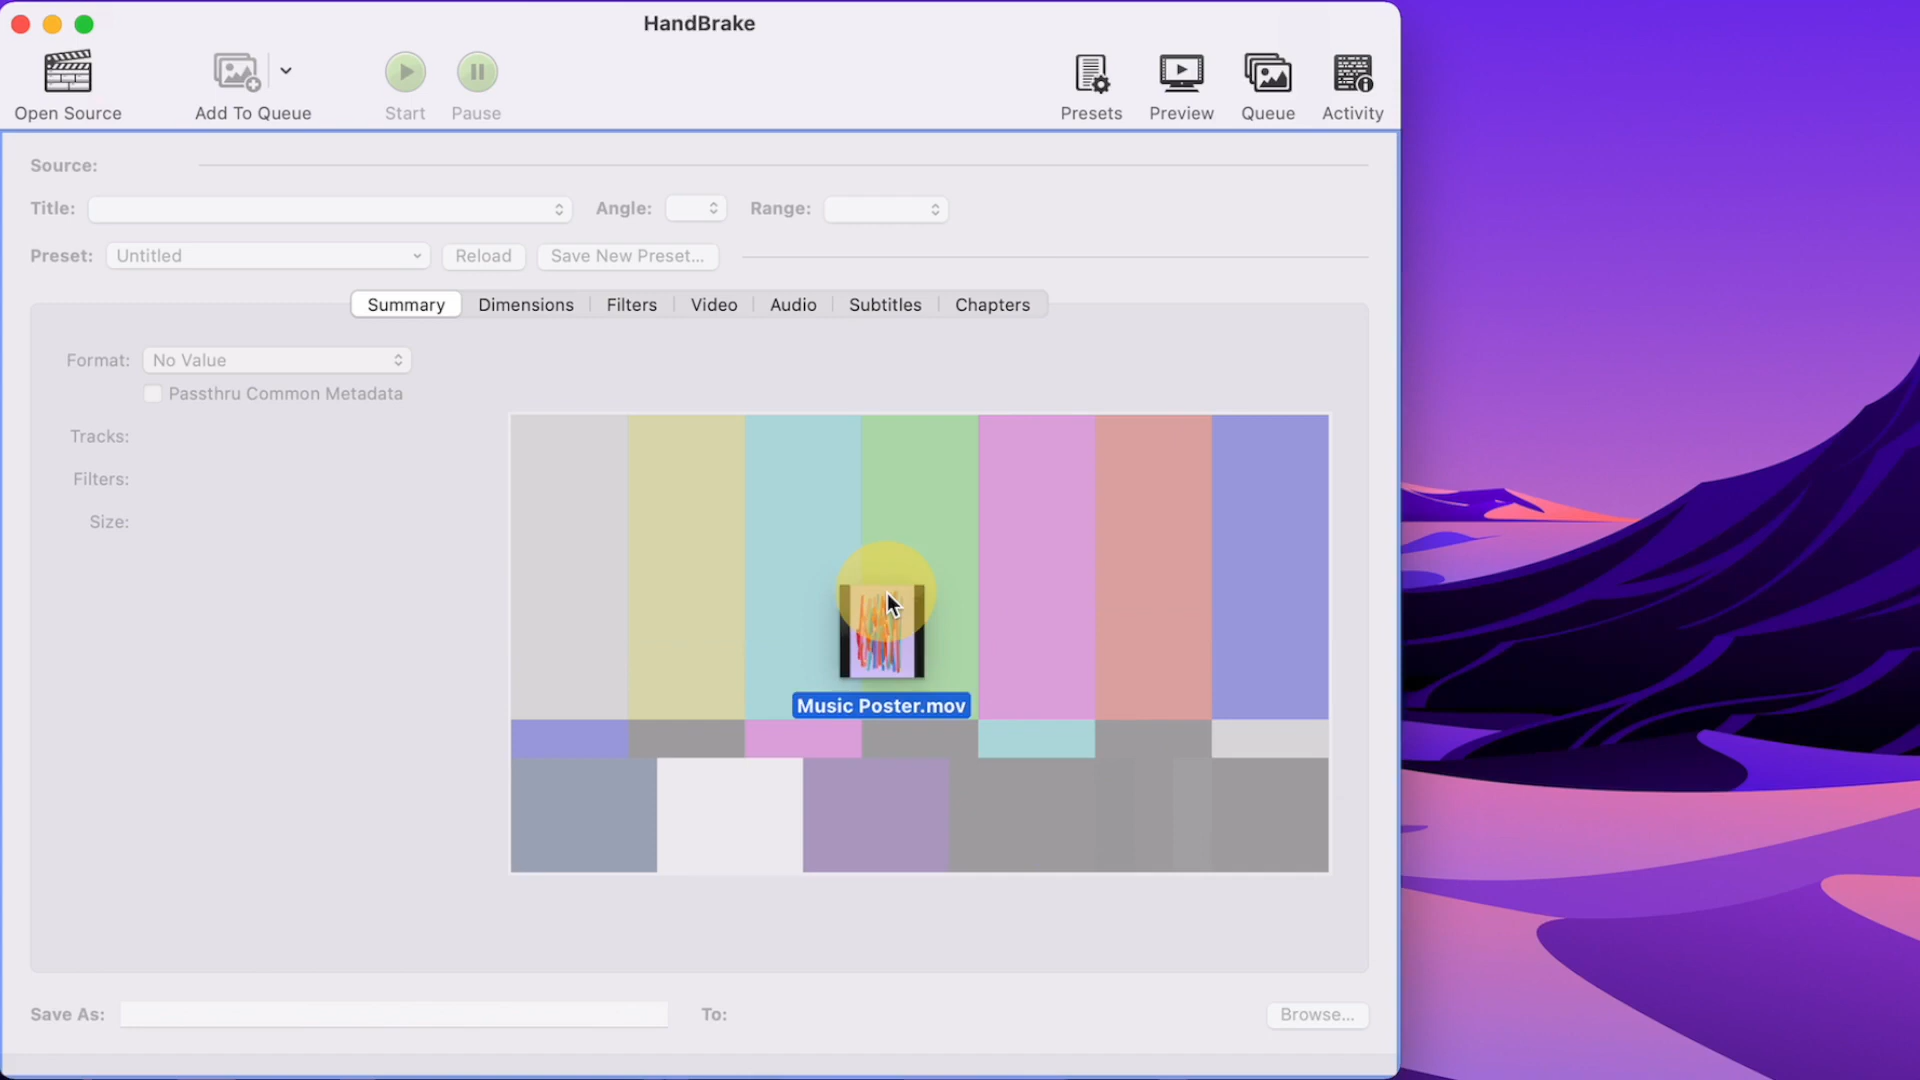 HandBrake
Open Source
Add To Queue
Start
Pause
Presets
Preview
Queue
Activity
Source:
Title:
Angle:
Range:
Preset:
Untitled
Reload
Save New Preset...
Summary
Dimensions
Filters
Video
Audio
Subtitles
Chapters
Format:
No Value
Passthru Common Metadata
Tracks:
Filters:
Size:
Music Poster.mov
Save As:
To:
Browse...